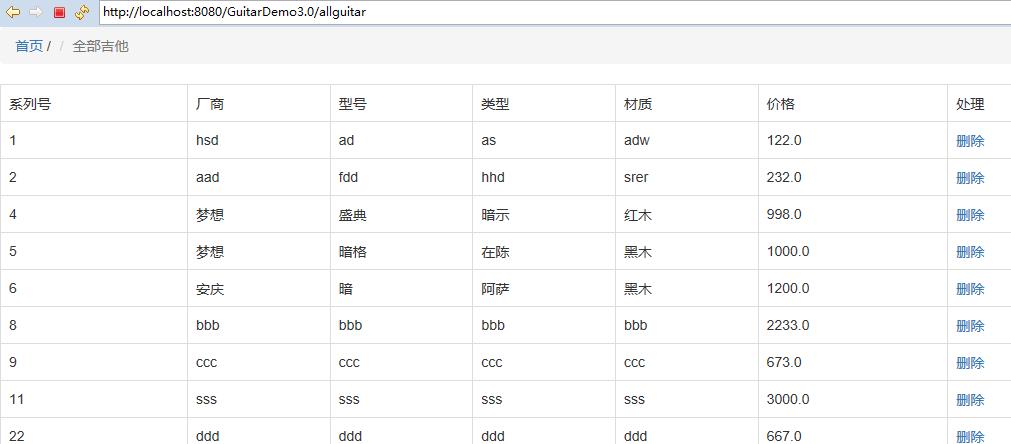 http://localhost:8080/GuitarDemo3.0/allguitar
首页 / / 全部吉他
系列号 厂商 型号 类型 材质 价格 处理
1 hsd ad as adw 122.0 删除
2 aad fdd hhd srer 232.0 删除
4 梦想 盛典 暗示 红木 998.0 删除
5 梦想 暗格 在陈 黑木 1000.0 删除
6 安庆 暗 阿萨 黑木 1200.0 删除
8 bbb bbb bbb bbb 2233.0 删除
9 ccc ccc ccc ccc 673.0 删除
11 sss sss sss sss 3000.0 删除
22 ddd ddd ddd ddd 667.0 删除